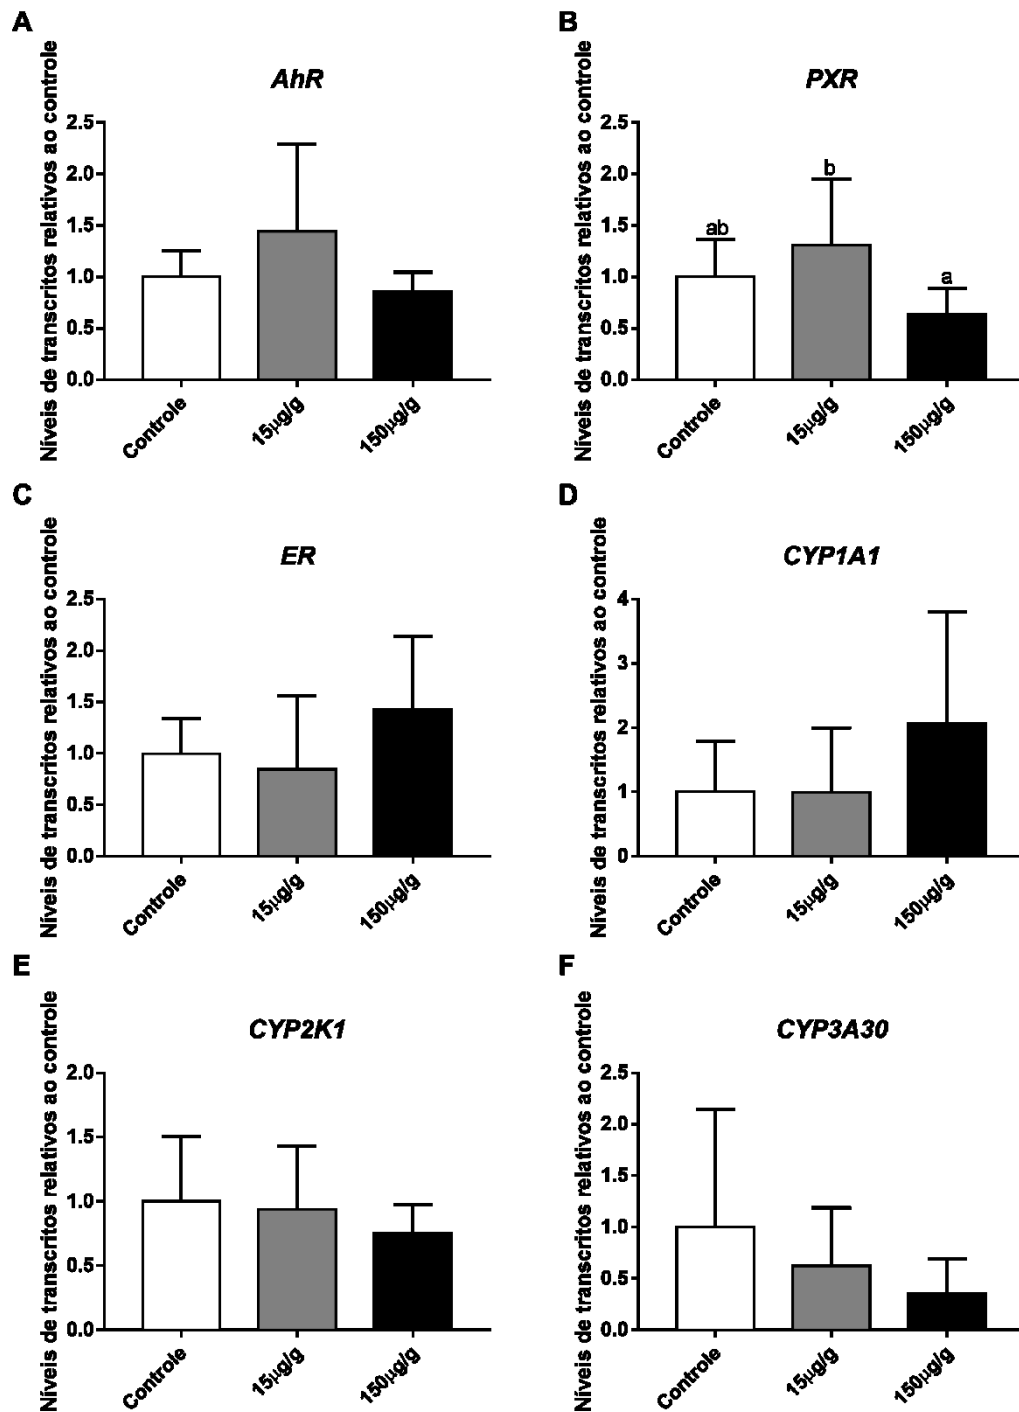 A
AhR
Níveis de transcritos relativos ao controle
2.5
2.0
1.5
1.0
0.5
0.0
Controle
15µg/g
150µg/g
B
PXR
Níveis de transcritos relativos ao controle
2.5
2.0
1.5
1.0
0.5
0.0
ab
b
a
Controle
15µg/g
150µg/g
C
ER
Níveis de transcritos relativos ao controle
2.5
2.0
1.5
1.0
0.5
0.0
Controle
15µg/g
150µg/g
D
CYP1A1
Níveis de transcritos relativos ao controle
4
3
2
1
0
Controle
15µg/g
150µg/g
E
CYP2K1
Níveis de transcritos relativos ao controle
2.0
1.5
1.0
0.5
0.0
Controle
15µg/g
150µg/g
F
CYP3A30
Níveis de transcritos relativos ao controle
2.5
2.0
1.5
1.0
0.5
0.0
Controle
15µg/g
150µg/g